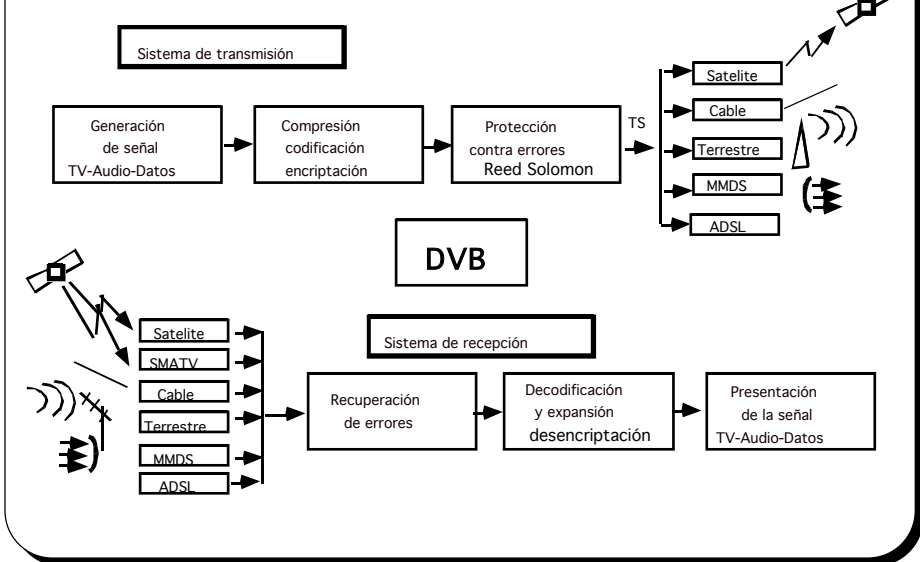 Sistema de transmisión
Generación
de señal
TV-Audio-Datos
Compresión
codificación
encriptación
Protección
contra errores
Reed Solomon
TS
Satelite
Cable
Terrestre
MMDS
ADSL
DVB
Sistema de recepción
Satelite
SMATV
Cable
Terrestre
MMDS
ADSL
Recuperación
de errores
Decodificación
y expansión
desencriptación
Presentación
de la señal
TV-Audio-Datos